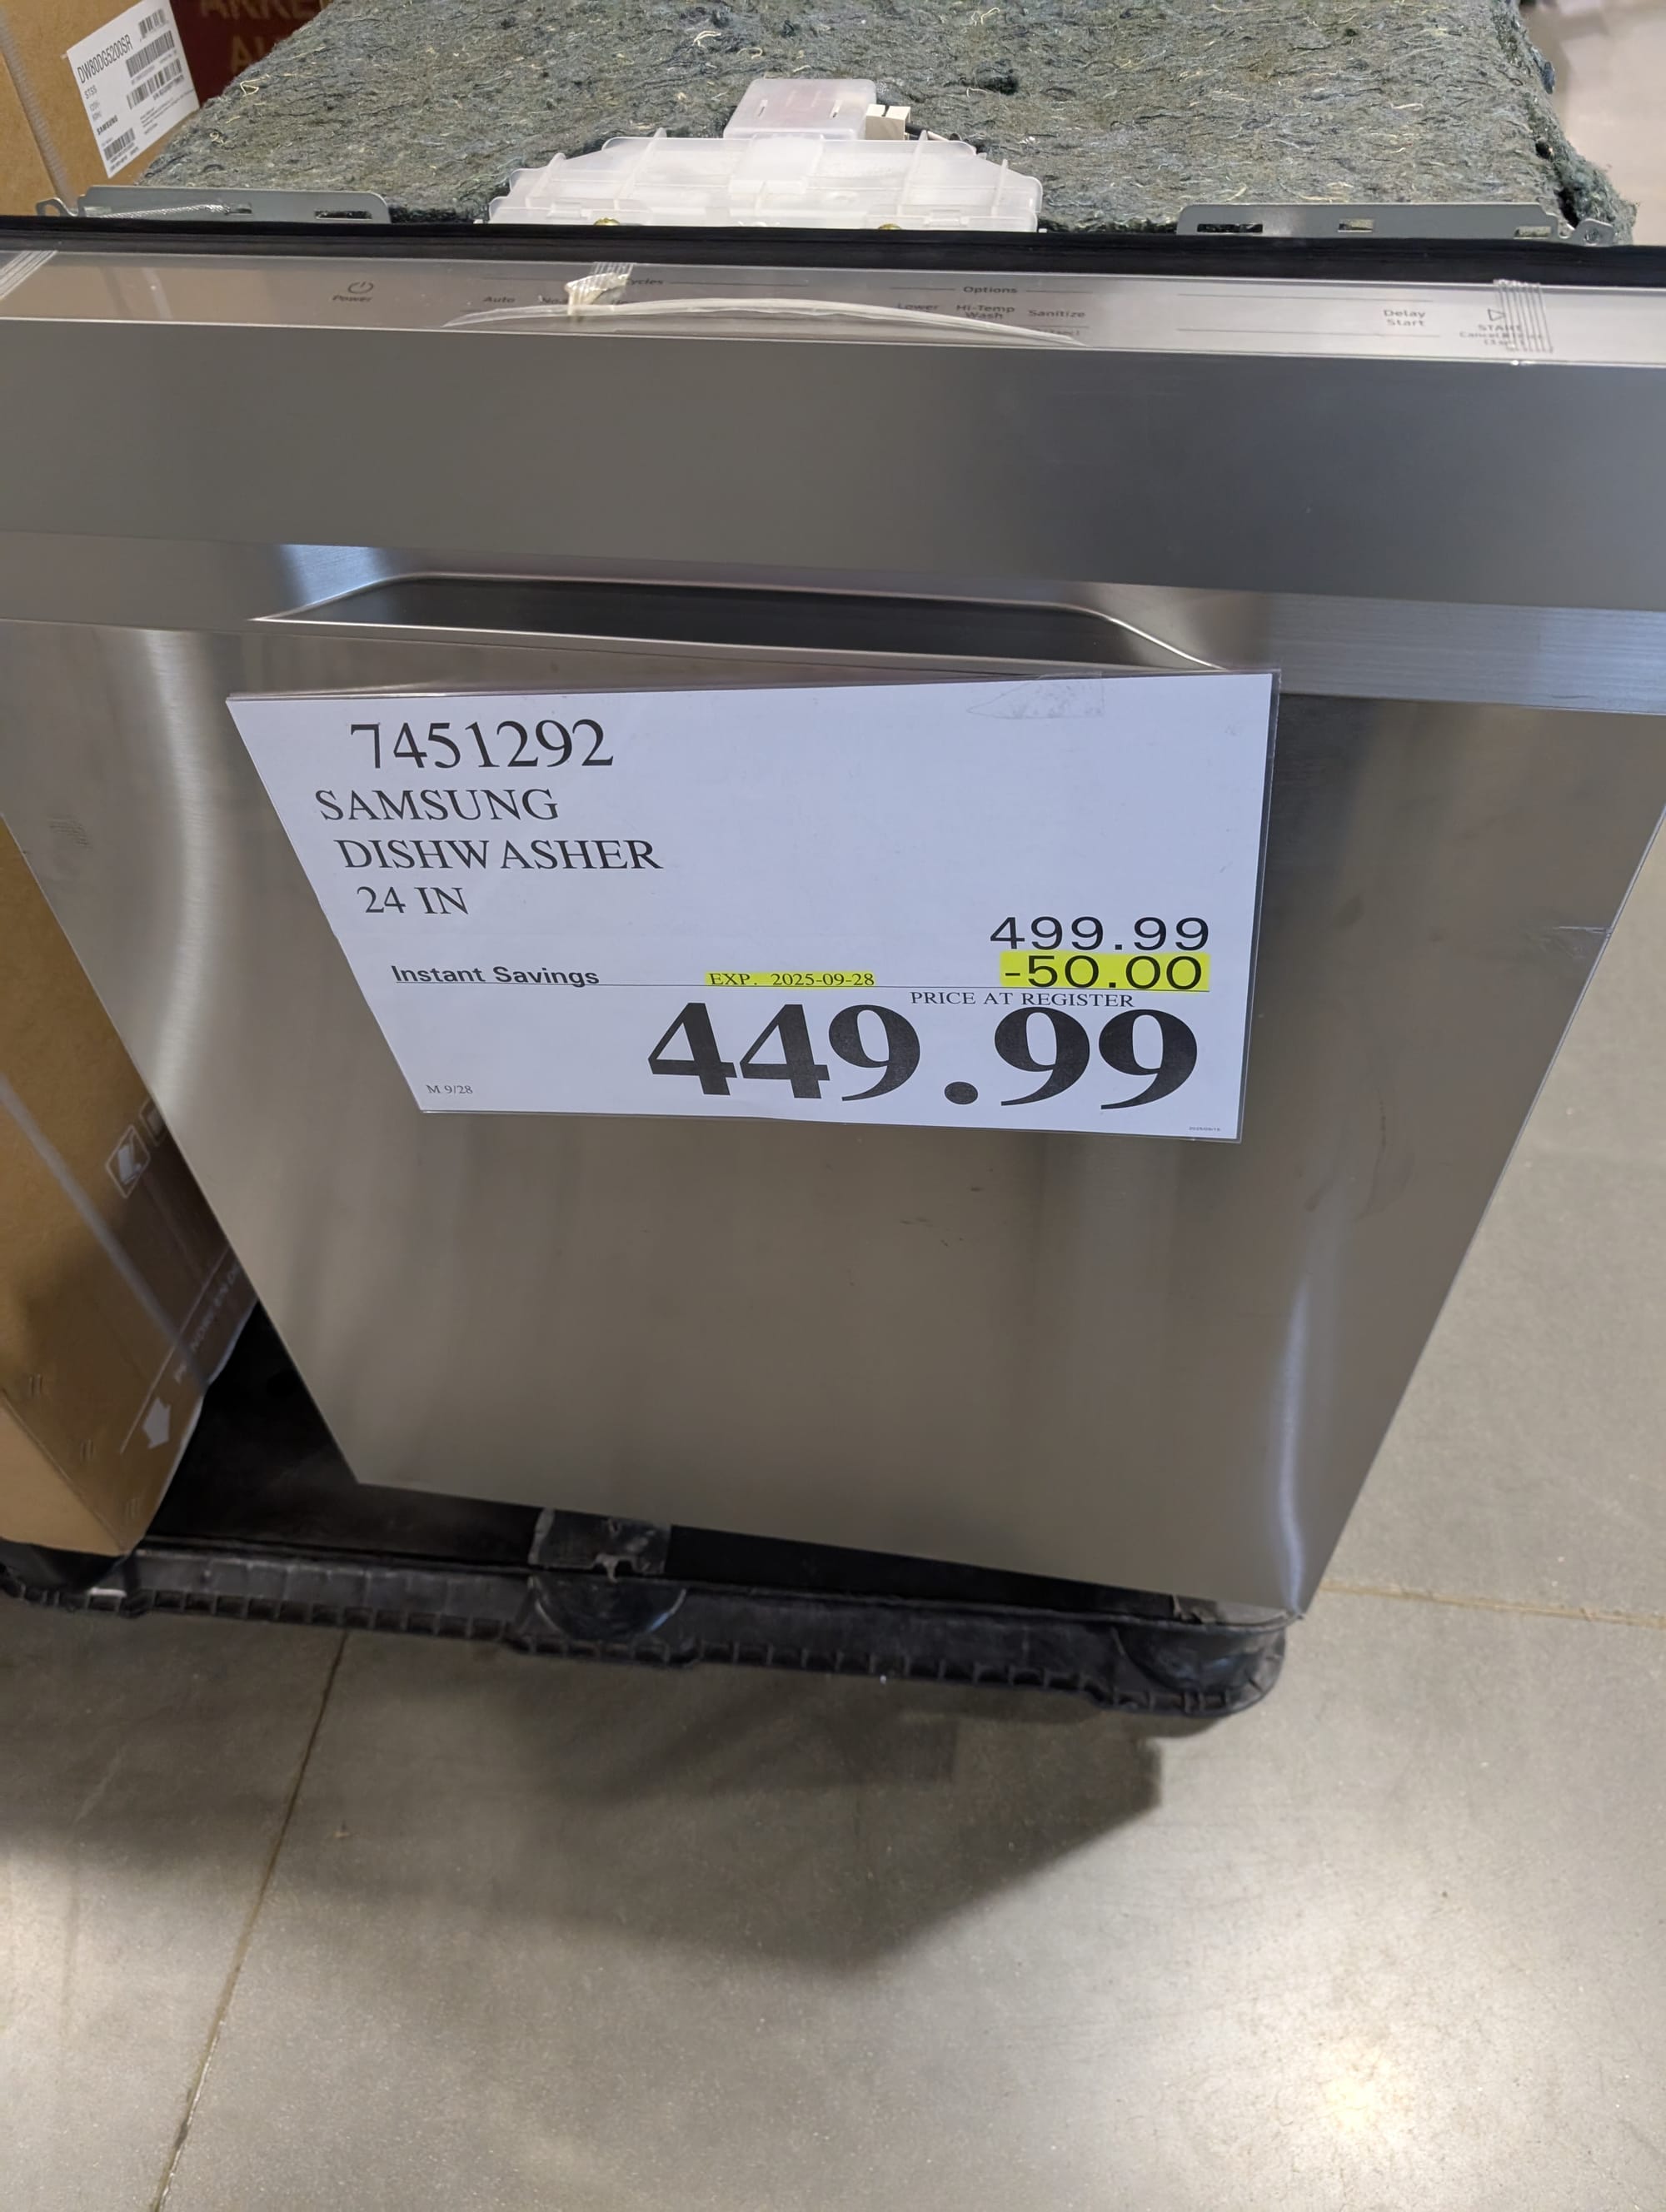 DW80DG5200SR
SAMSUNG
Power
Auto
Options
Lower
Hi-Temp
Wash
Sanitize
Delay
Start
START
7451292
SAMSUNG
DISHWASHER
24 IN
499.99
Instant Savings EXP. 2025-09-28 -50.00
PRICE AT REGISTER
449.99
M 9/28